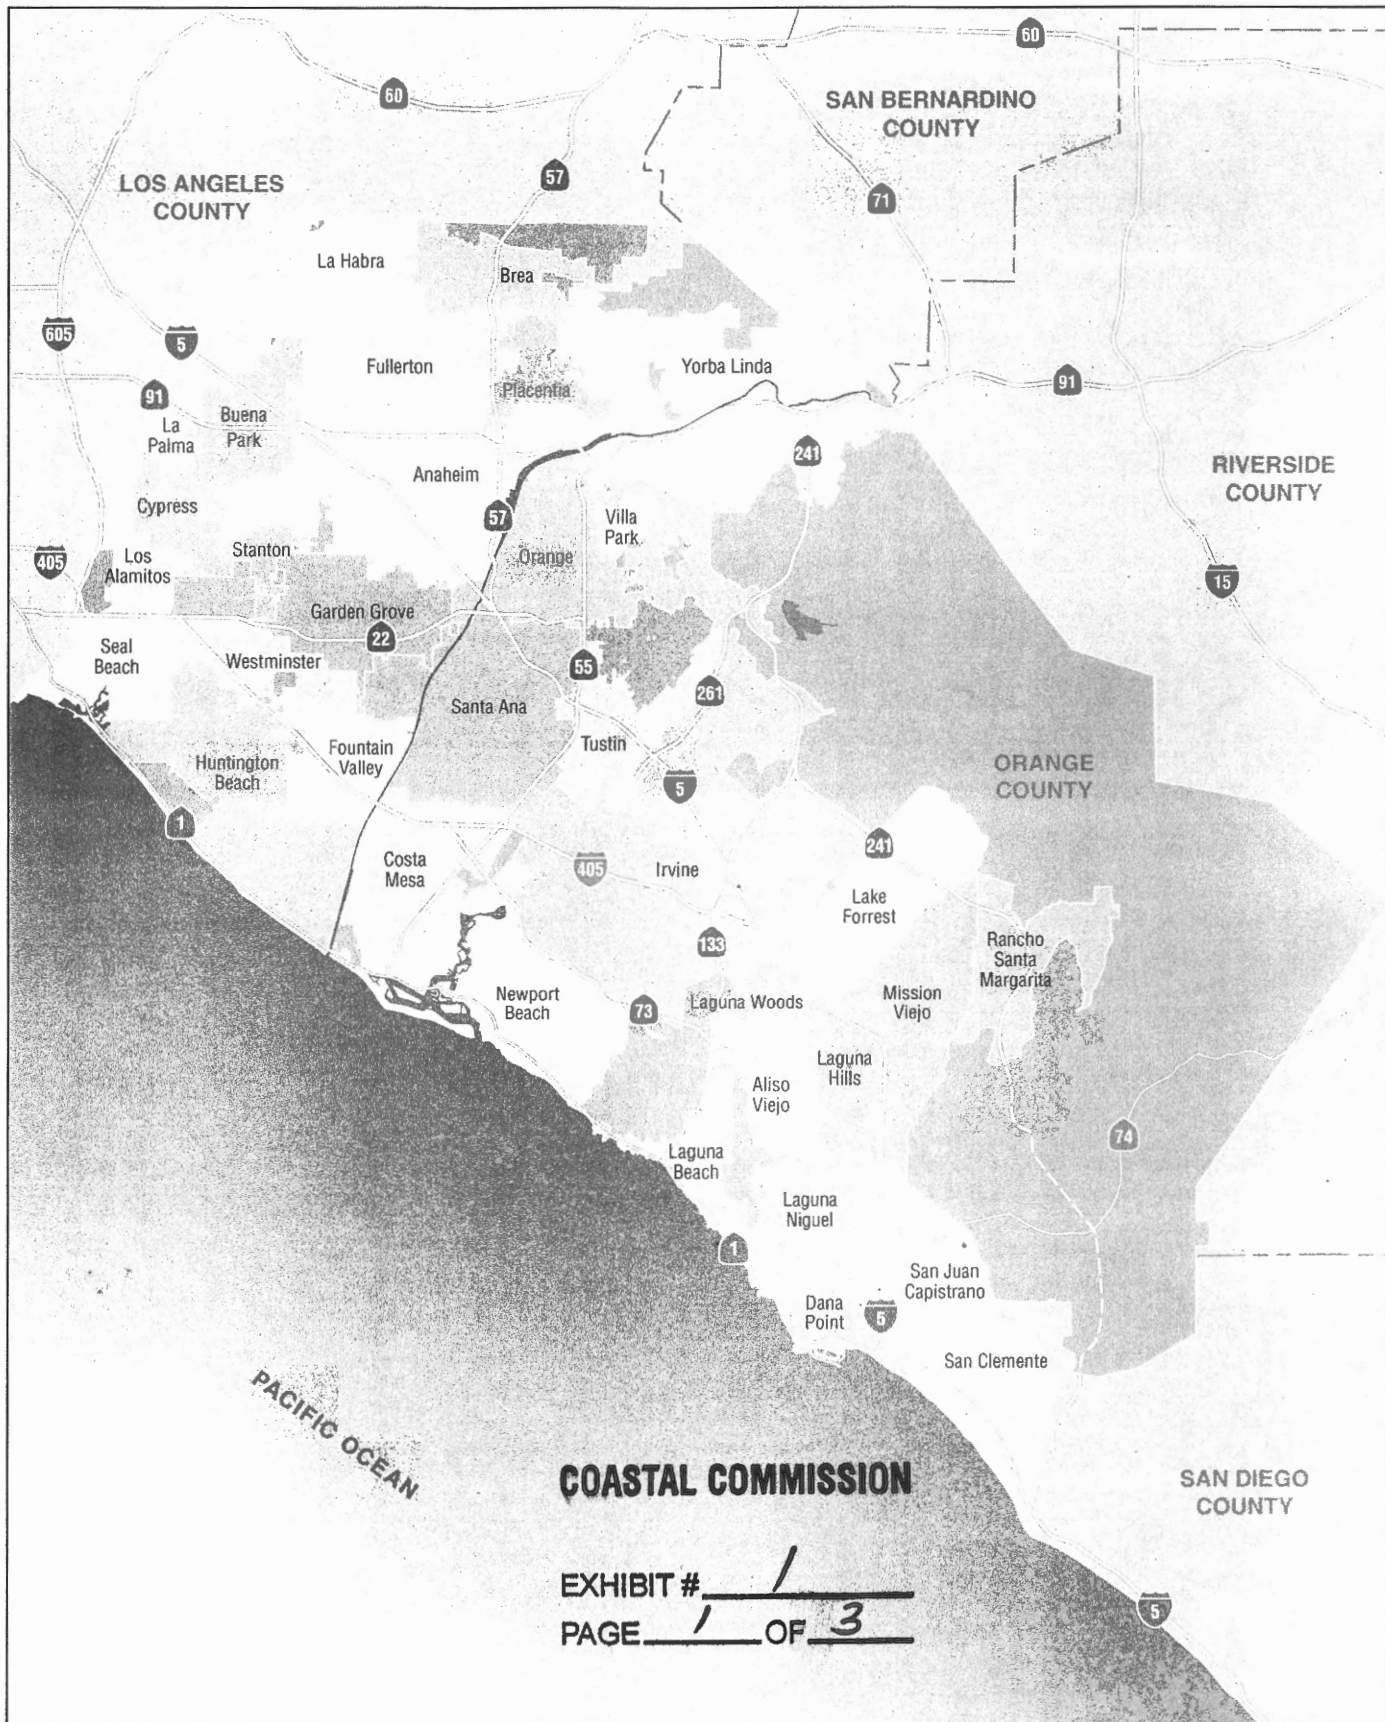 60
60
SAN BERNARDINO
COUNTY
LOS ANGELES
COUNTY
57
71
La Habra
Brea
605
5
Fullerton
Yorba Linda
Placentia
91
91
La
Palma
Buena
Park
241
RIVERSIDE
COUNTY
Anaheim
Cypress
57
Villa
Park
405
Los
Alamitos
Stanton
Orange
15
Garden Grove
22
Seal
Beach
Westminster
55
261
Santa Ana
Tustin
Fountain
Valley
Huntington
Beach
ORANGE
COUNTY
5
1
241
Costa
Mesa
405
Irvine
Lake
Forrest
133
Rancho
Santa
Margarita
Newport
Beach
73
Laguna Woods
Mission
Viejo
Laguna
Hills
Aliso
Viejo
74
Laguna
Beach
Laguna
Niguel
1
San Juan
Capistrano
Dana
Point
5
San Clemente
PACIFIC OCEAN
COASTAL COMMISSION
SAN DIEGO
COUNTY
EXHIBIT # 1
PAGE 1 OF 3
5